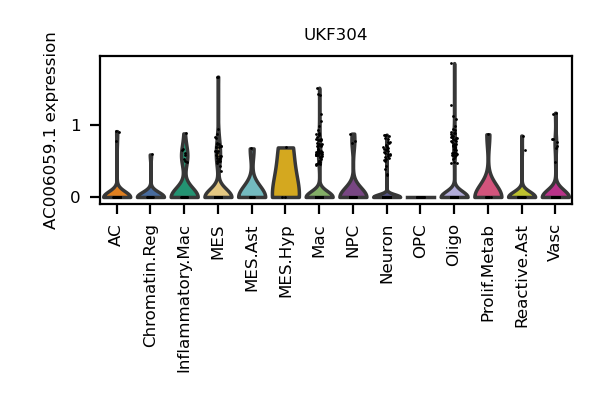 UKF304
AC006059.1 expression
1
0
AC
Chromatin.Reg
Inflammatory.Mac
MES
MES.Ast
MES.Hyp
Mac
NPC
Neuron
OPC
Oligo
Prolif.Metab
Reactive.Ast
Vasc